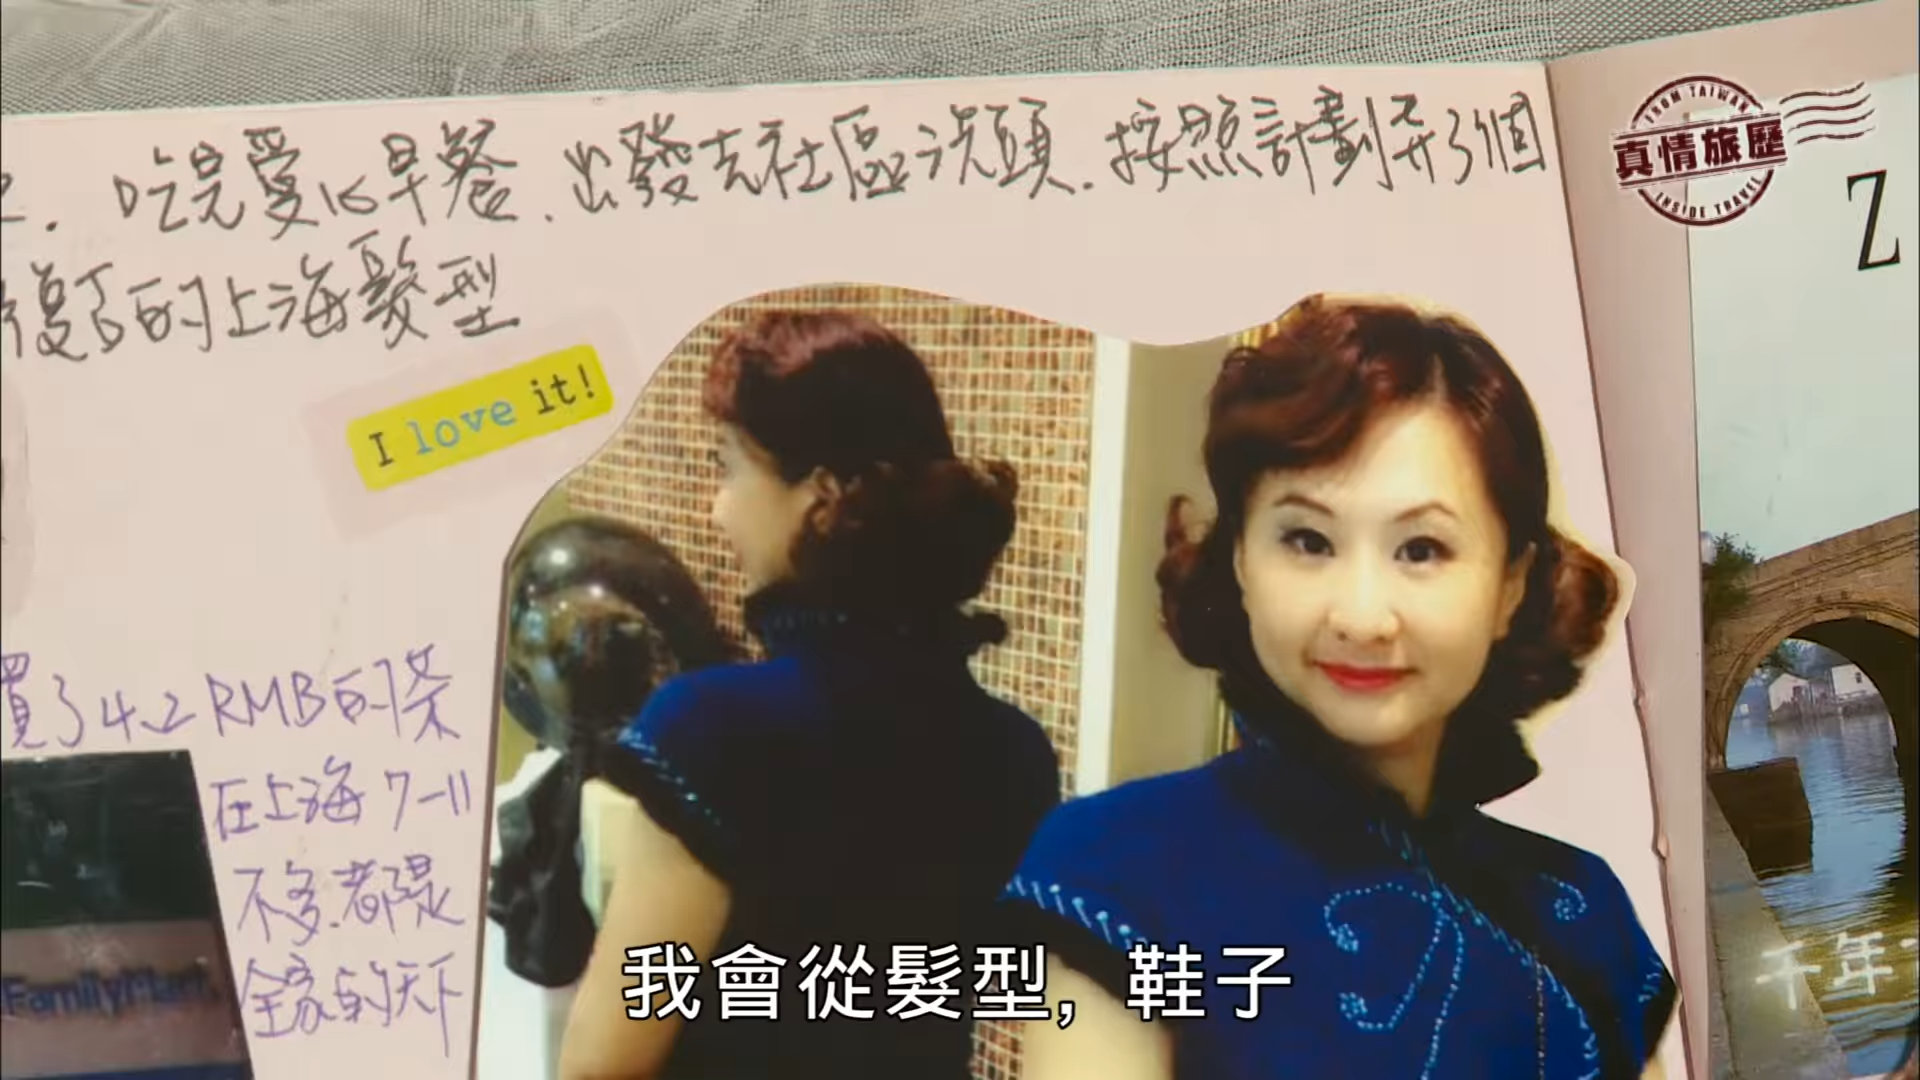 吃完愛心早餐、出發去社區洗頭、按照計劃弄了個
復古的上海髮型
I love it!
買了4.2 RMB的茶
在上海 7-11
不多、都是
全家的天下
FamilyMart
FROM TAIWAN
真情旅歷
INSIDE TRAVEL
Z
千年
我會從髮型, 鞋子